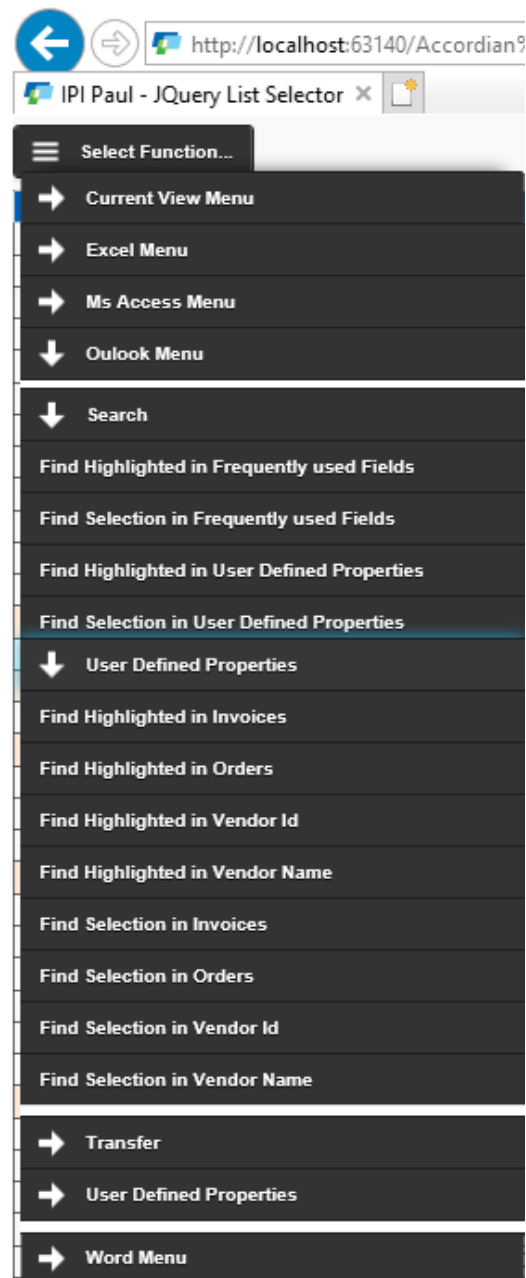 http://localhost:63140/Accordian%
IPI Paul - JQuery List Selector
Select Function...
Current View Menu
Excel Menu
Ms Access Menu
Oulook Menu
Search
Find Highlighted in Frequently used Fields
Find Selection in Frequently used Fields
Find Highlighted in User Defined Properties
Find Selection in User Defined Properties
User Defined Properties
Find Highlighted in Invoices
Find Highlighted in Orders
Find Highlighted in Vendor Id
Find Highlighted in Vendor Name
Find Selection in Invoices
Find Selection in Orders
Find Selection in Vendor Id
Find Selection in Vendor Name
Transfer
User Defined Properties
Word Menu